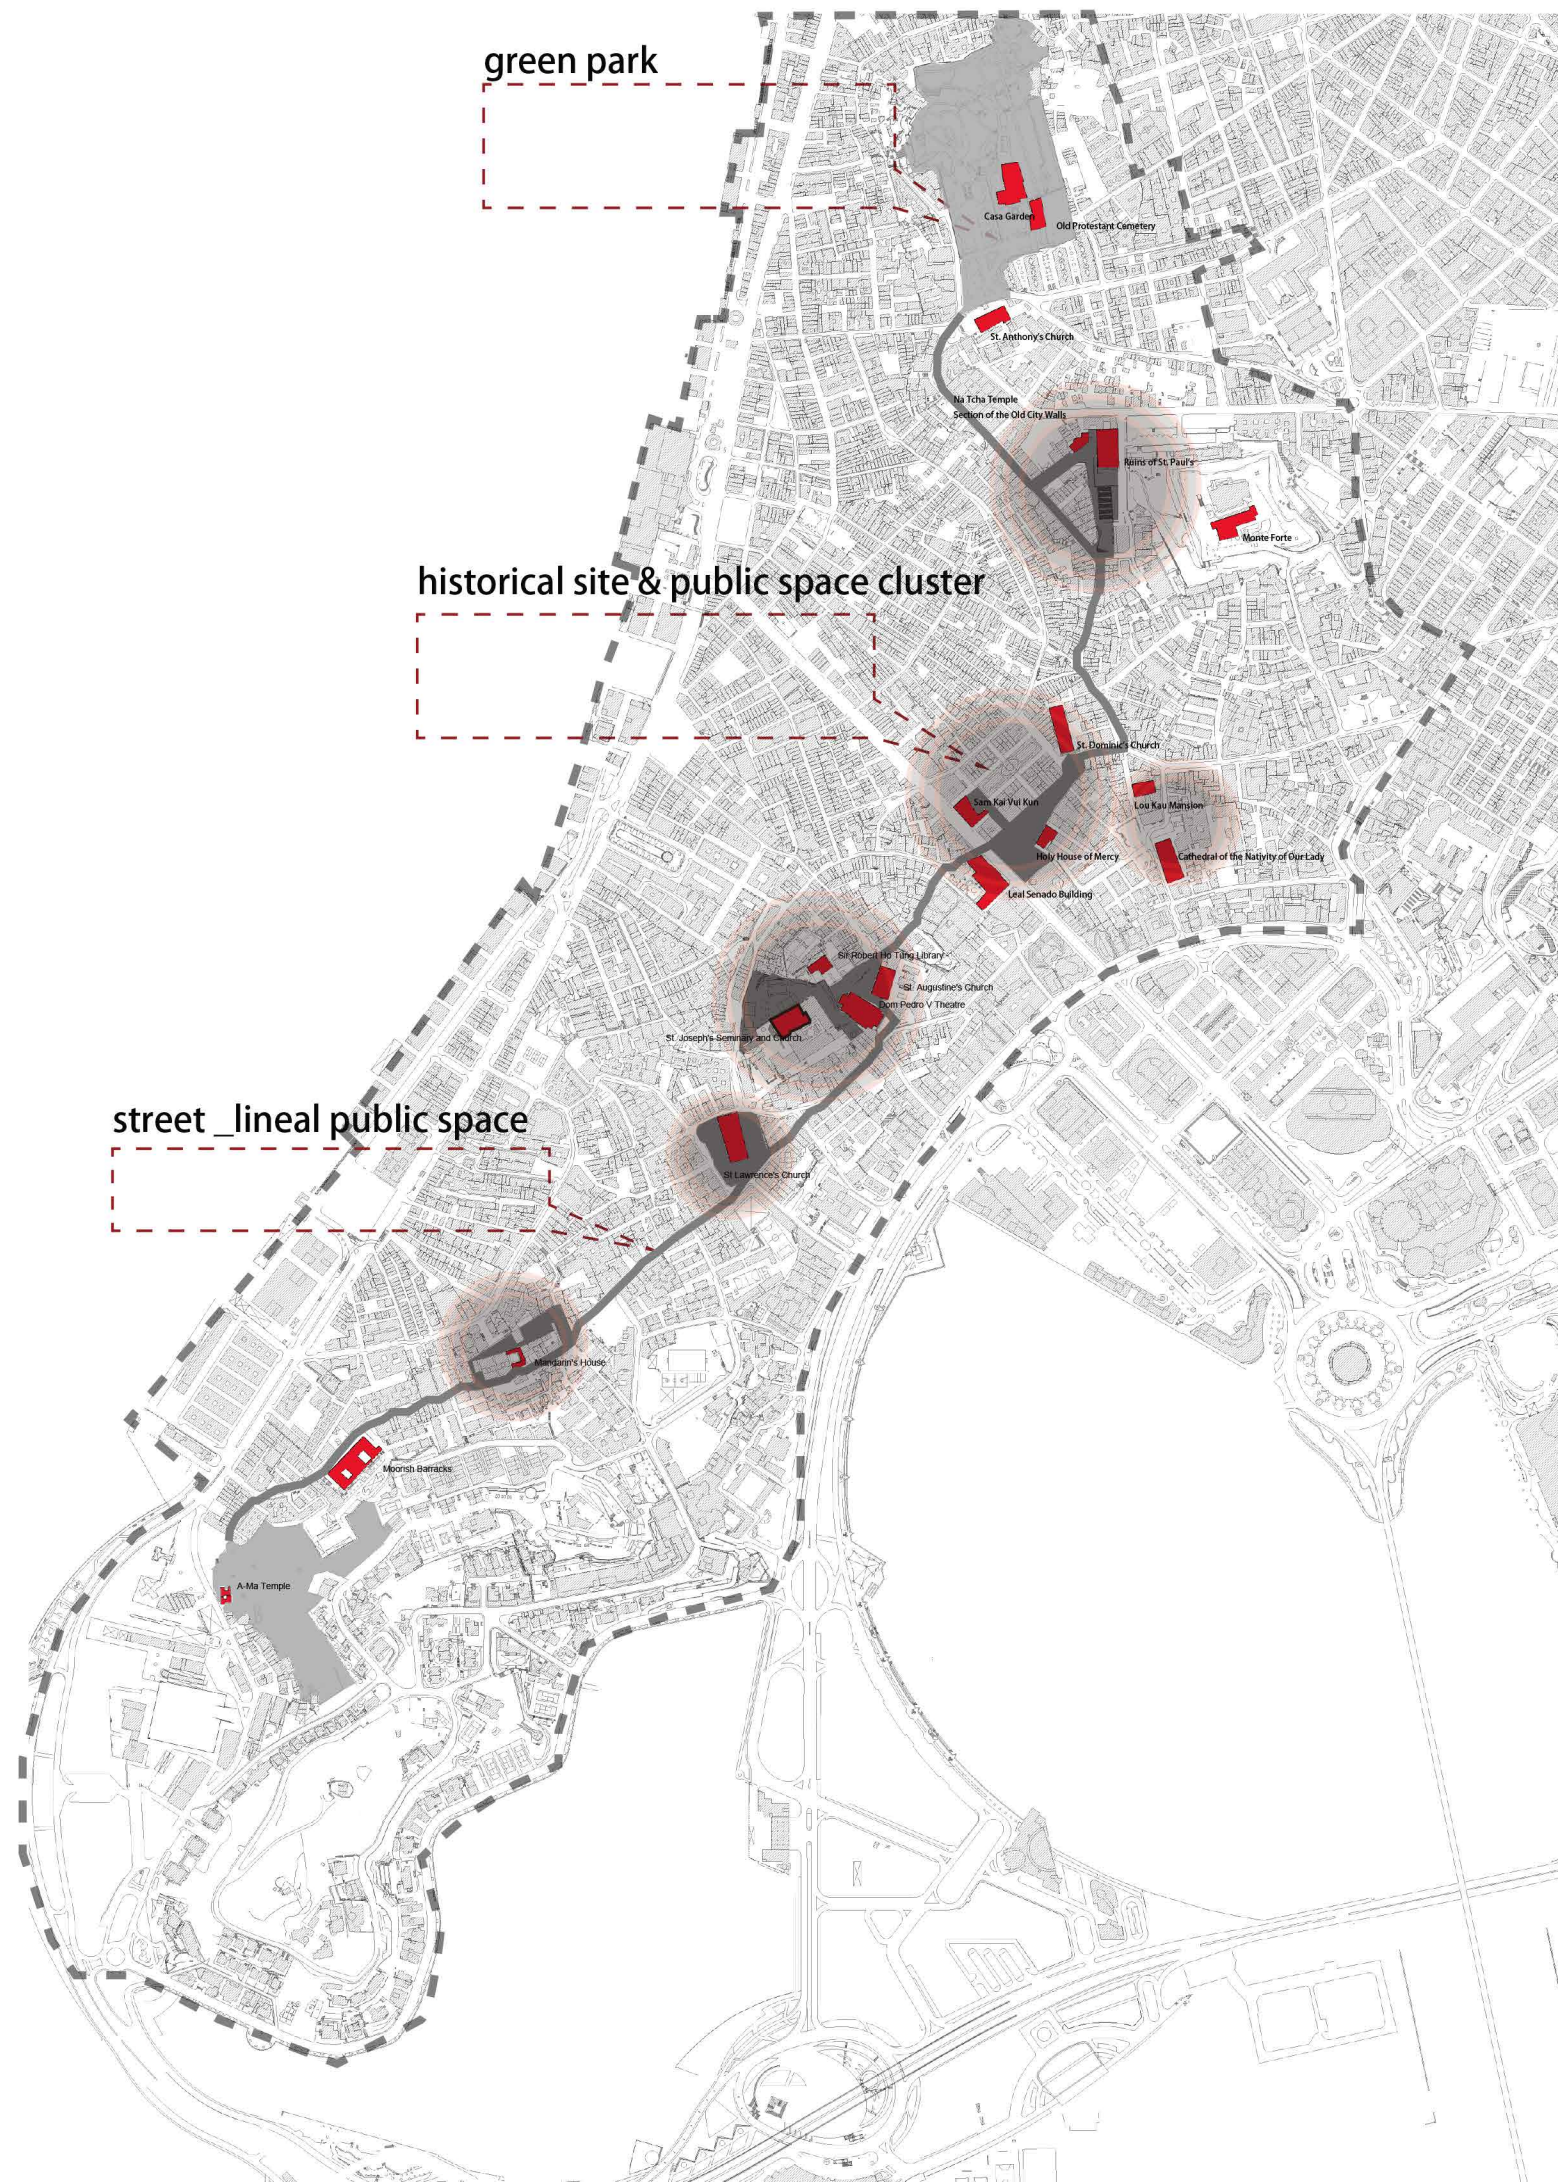 green park
Casa Garden
Old Protestant Cemetery
St. Anthony's Church
Na Tcha Temple
Section of the Old City Walls
Ruins of St. Paul's
Monte Forte
historical site & public space cluster
St. Dominic's Church
Sam Kai Vui Kun
Lou Kau Mansion
Holy House of Mercy
Cathedral of the Nativity of Our Lady
Leal Senado Building
Sir Robert Ho Tung Library
St. Augustine's Church
Dom Pedro V Theatre
St. Joseph's Seminary and Church
street _lineal public space
St Lawrence's Church
Mandarin's House
Moorish Barracks
A-Ma Temple